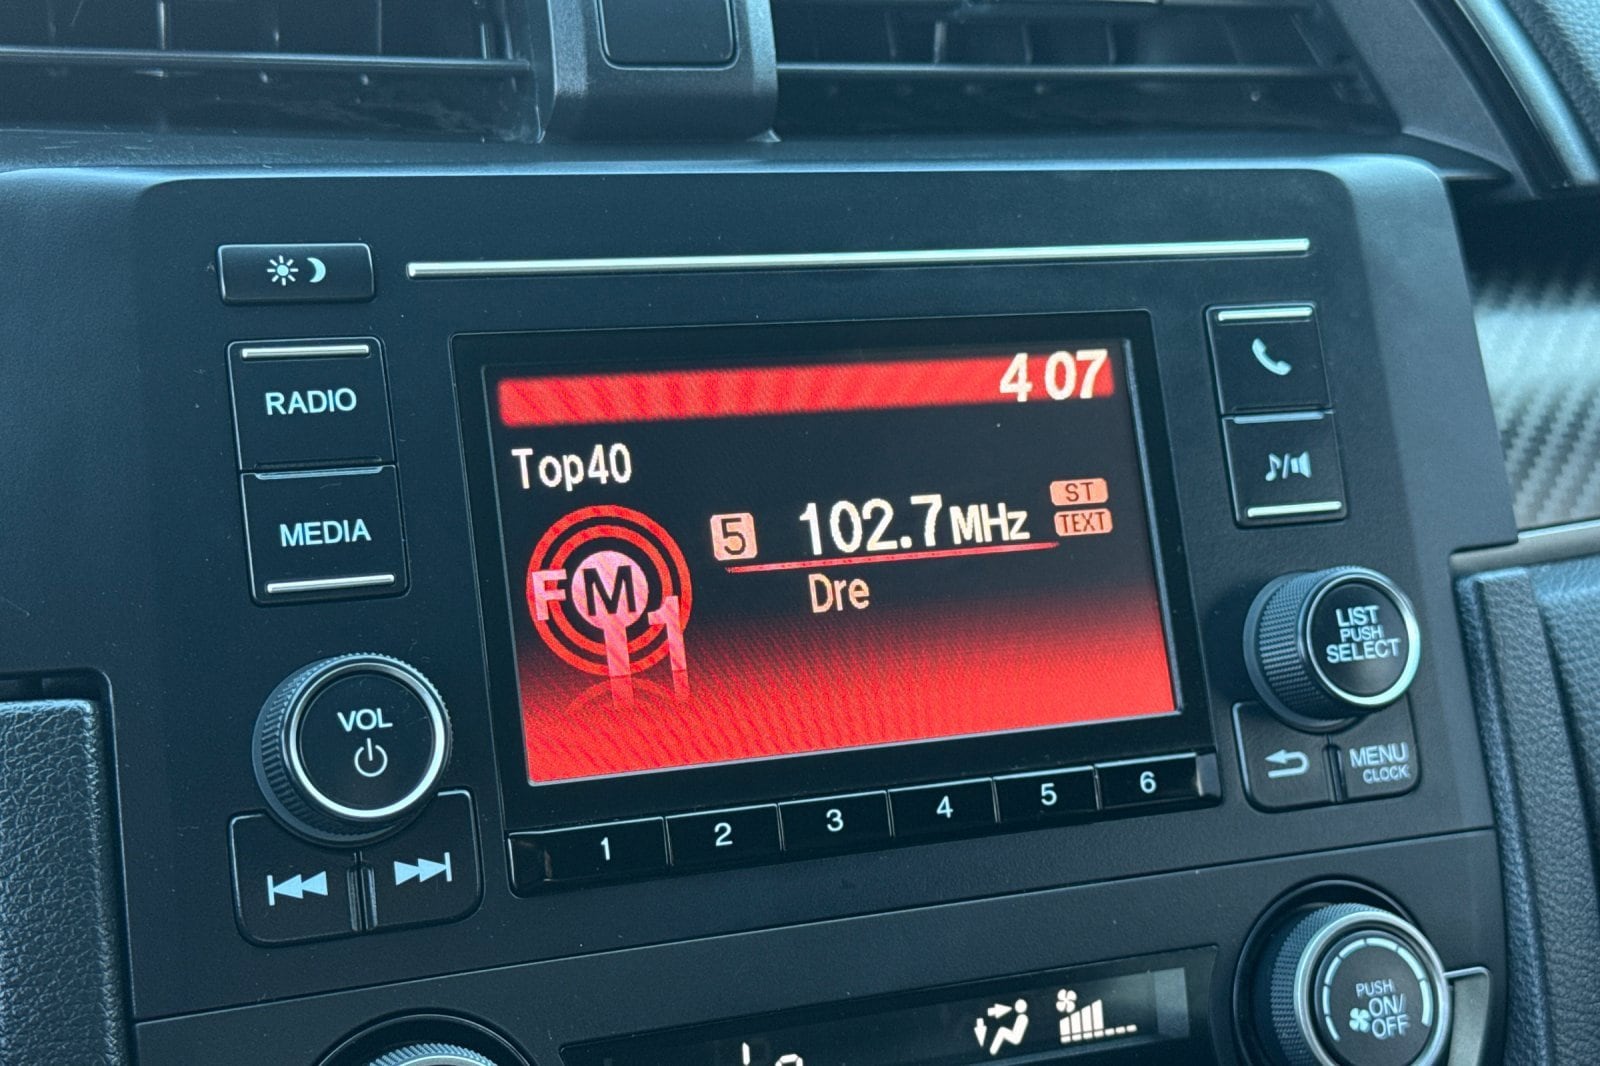 RADIO
MEDIA
VOL
4 07
Top40
FM 1
5 102.7MHz ST
TEXT
Dre
1 2 3 4 5 6
LIST
PUSH
SELECT
MENU
CLOCK
PUSH
ON/
OFF